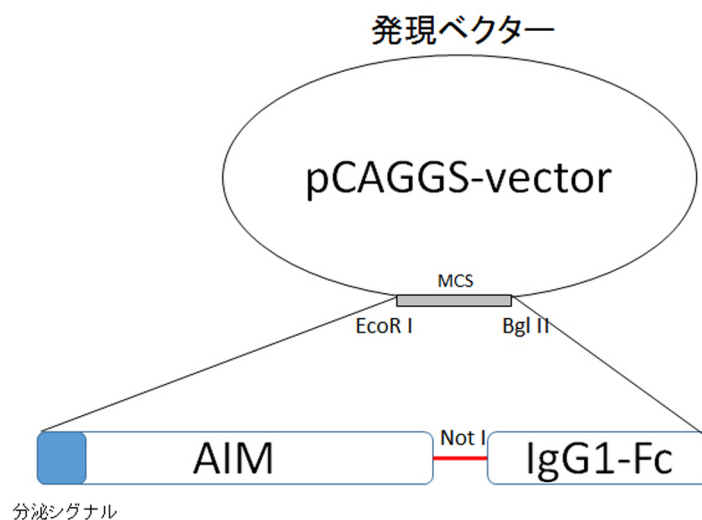 発現ベクター
pCAGGS-vector
MCS
EcoR I
Bgl II
AIM
Not I
IgG1-Fc
分泌シグナル